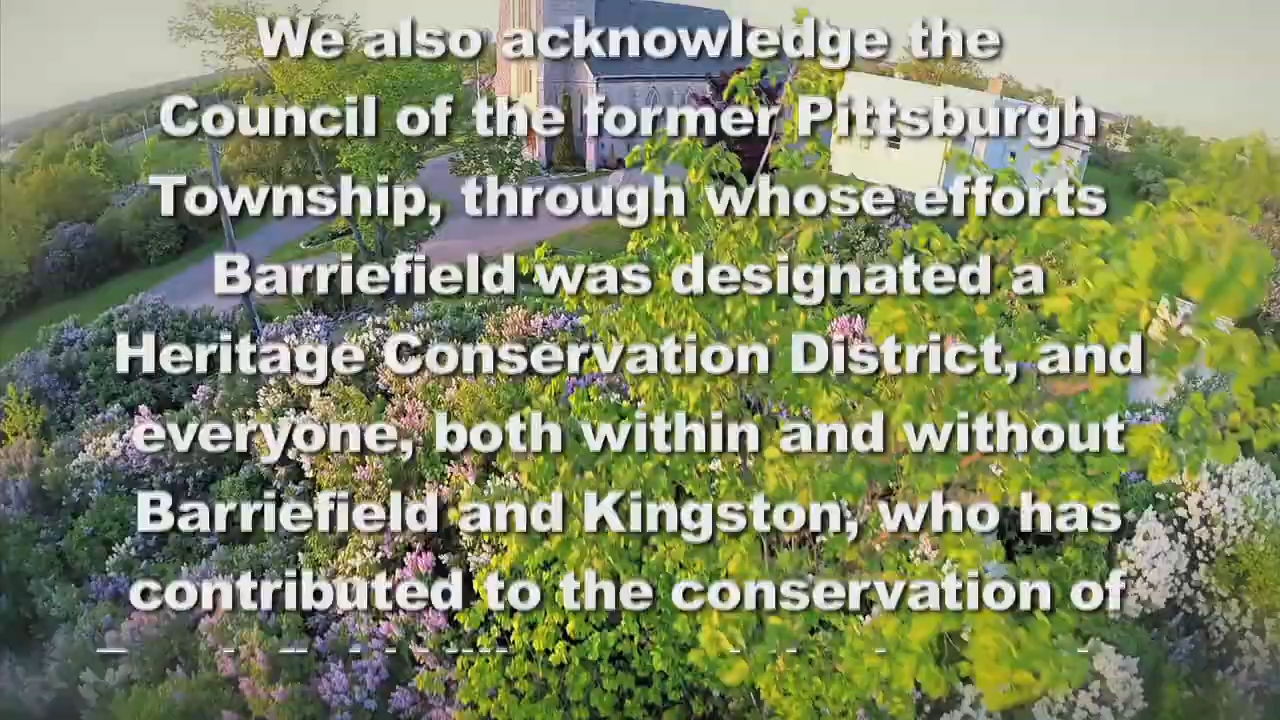 We also acknowledge the
Council of the former Pittsburgh
Township, through whose efforts
Barriefield was designated a
Heritage Conservation District, and
everyone, both within and without
Barriefield and Kingston, who has
contributed to the conservation of